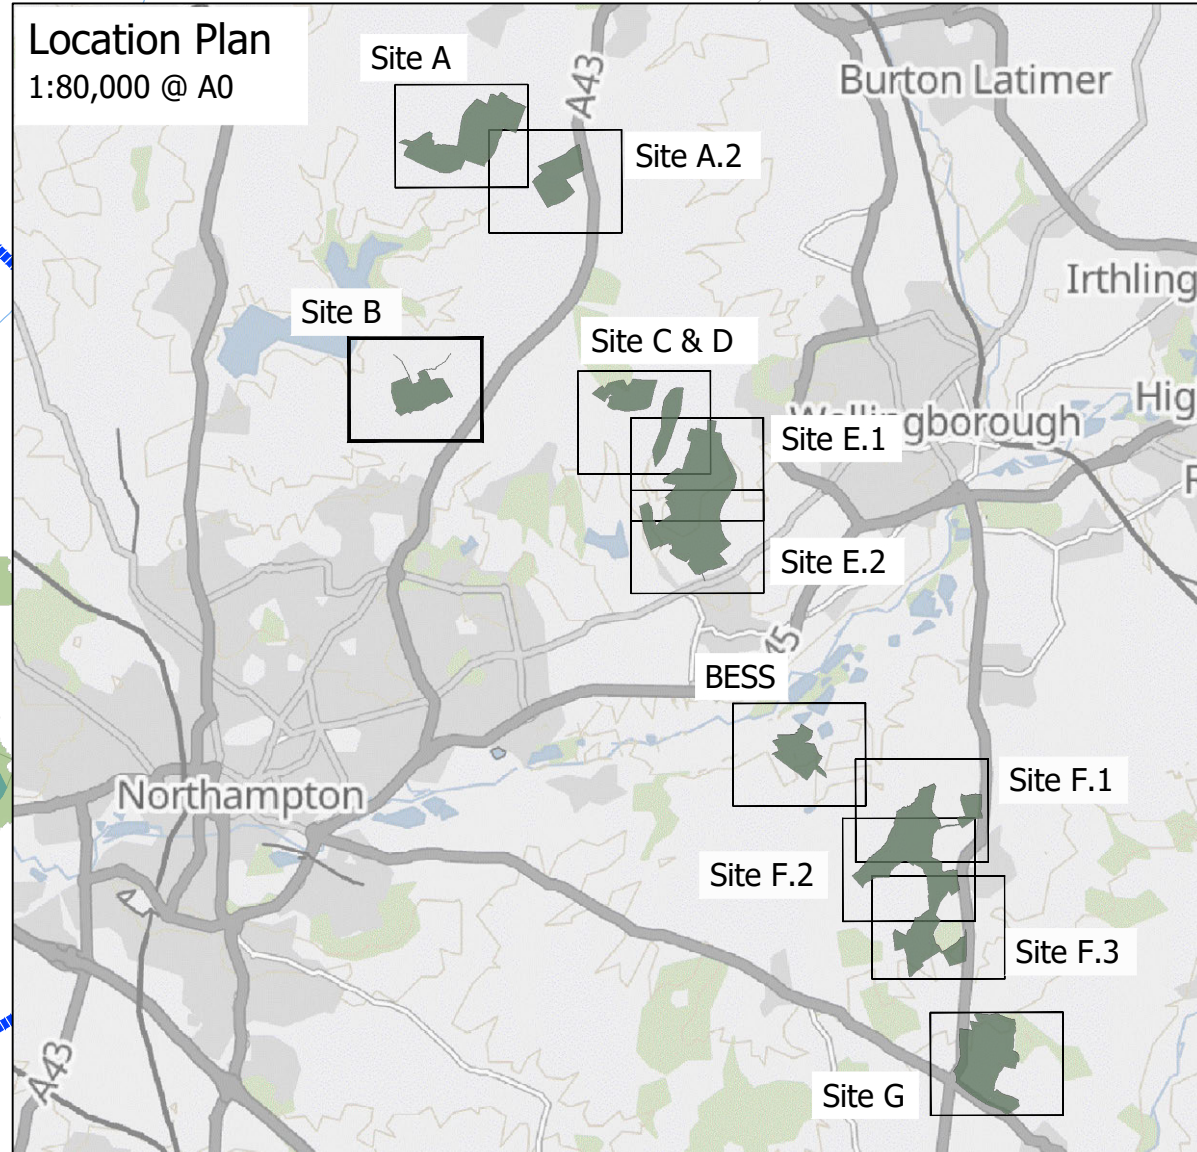 Location Plan
1:80,000 @ A0
Site A
A43
Burton Latimer
Site A.2
Irthling
Site B
Site C & D
Hig
Site E.1
gborough
Site E.2
BESS
Northampton
Site F.1
Site F.2
Site F.3
A43
Site G